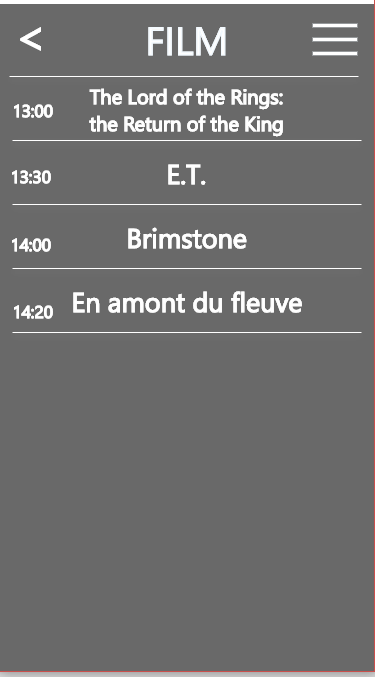 < FILM
13:00 The Lord of the Rings:
the Return of the King
13:30 E.T.
14:00 Brimstone
14:20 En amont du fleuve